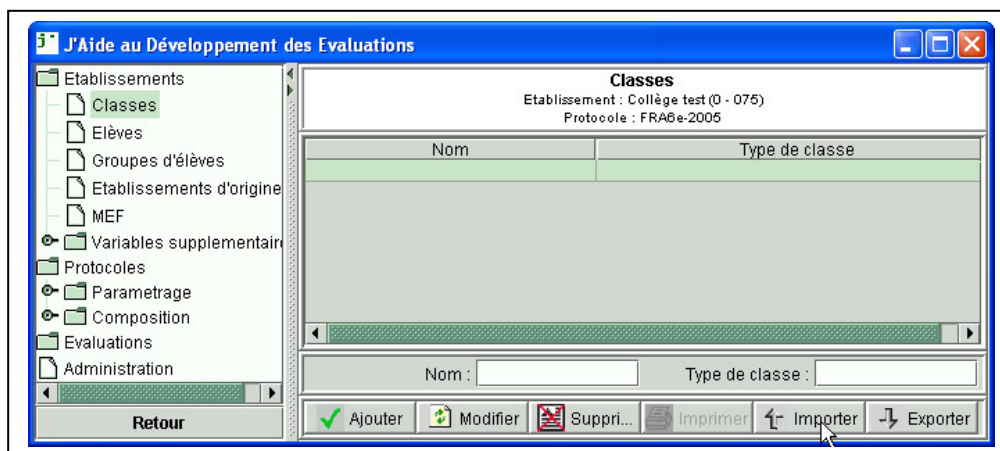 J'Aide au Développement des Evaluations
Etablissements
Classes
Elèves
Groupes d'élèves
Etablissements d'origine
MEF
Variables supplementair
Protocoles
Parametrage
Composition
Evaluations
Administration
Retour
Classes
Etablissement : Collège test (0 - 075)
Protocole : FRA6e-2005
Nom Type de classe
Nom : Type de classe :
Ajouter Modifier Suppri... Imprimer Importer Exporter